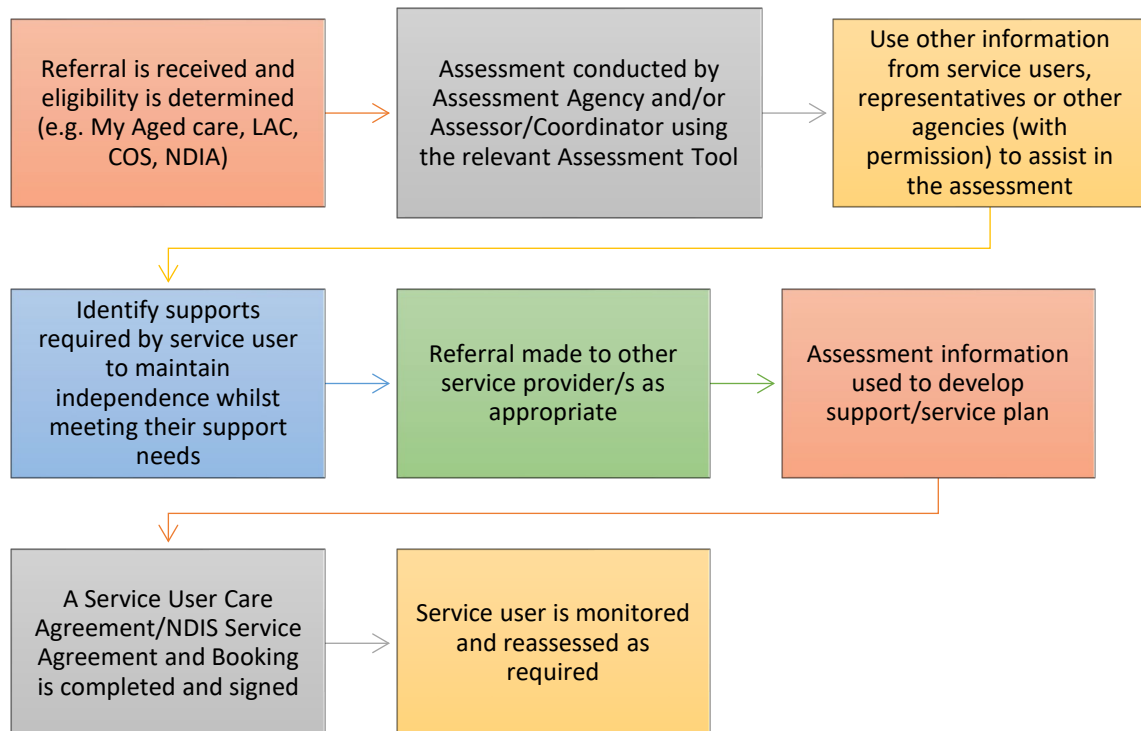 Referral is received and
eligibility is determined
(e.g. My Aged care, LAC,
COS, NDIA)
Assessment conducted by
Assessment Agency and/or
Assessor/Coordinator using
the relevant Assessment Tool
Use other information
from service users,
representatives or other
agencies (with
permission) to assist in
the assessment
Identify supports
required by service user
to maintain
independence whilst
meeting their support
needs
Referral made to other
service provider/s as
appropriate
Assessment information
used to develop
support/service plan
A Service User Care
Agreement/NDIS Service
Agreement and Booking
is completed and signed
Service user is monitored
and reassessed as
required